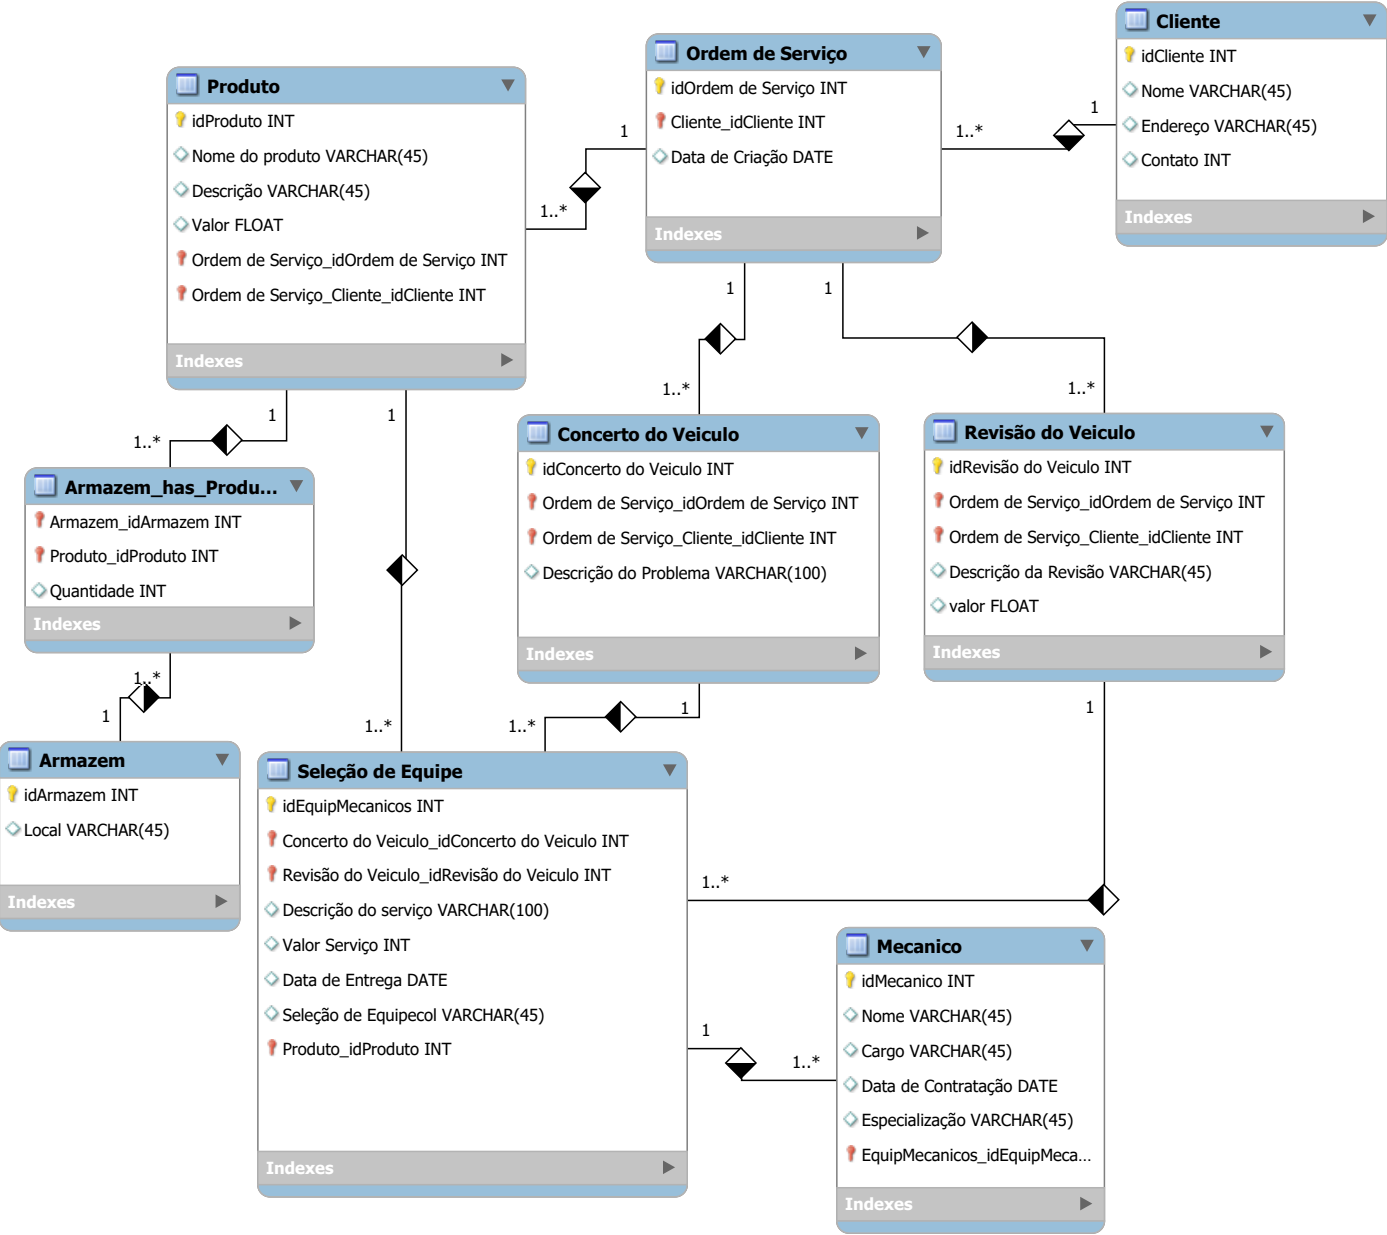 Cliente
idCliente INT
Nome VARCHAR(45)
Endereço VARCHAR(45)
Contato INT
Indexes
Ordem de Serviço
idOrdem de Serviço INT
Cliente_idCliente INT
Data de Criação DATE
Indexes
Produto
idProduto INT
Nome do produto VARCHAR(45)
Descrição VARCHAR(45)
Valor FLOAT
Ordem de Serviço_idOrdem de Serviço INT
Ordem de Serviço_Cliente_idCliente INT
Indexes
1
1..*
1..*
1
1
1
1..*
1..*
1
1
1..*
Armazem_has_Produ...
Armazem_idArmazem INT
Produto_idProduto INT
Quantidade INT
Indexes
Concerto do Veiculo
idConcerto do Veiculo INT
Ordem de Serviço_idOrdem de Serviço INT
Ordem de Serviço_Cliente_idCliente INT
Descrição do Problema VARCHAR(100)
Indexes
Revisão do Veiculo
idRevisão do Veiculo INT
Ordem de Serviço_idOrdem de Serviço INT
Ordem de Serviço_Cliente_idCliente INT
Descrição da Revisão VARCHAR(45)
valor FLOAT
Indexes
1..*
1
1..*
1..*
1
1
Armazem
idArmazem INT
Local VARCHAR(45)
Indexes
Seleção de Equipe
idEquipMecanicos INT
Concerto do Veiculo_idConcerto do Veiculo INT
Revisão do Veiculo_idRevisão do Veiculo INT
Descrição do serviço VARCHAR(100)
Valor Serviço INT
Data de Entrega DATE
Seleção de Equipecol VARCHAR(45)
Produto_idProduto INT
Indexes
1..*
1
1..*
Mecanico
idMecanico INT
Nome VARCHAR(45)
Cargo VARCHAR(45)
Data de Contratação DATE
Especialização VARCHAR(45)
EquipMecanicos_idEquipMeca...
Indexes